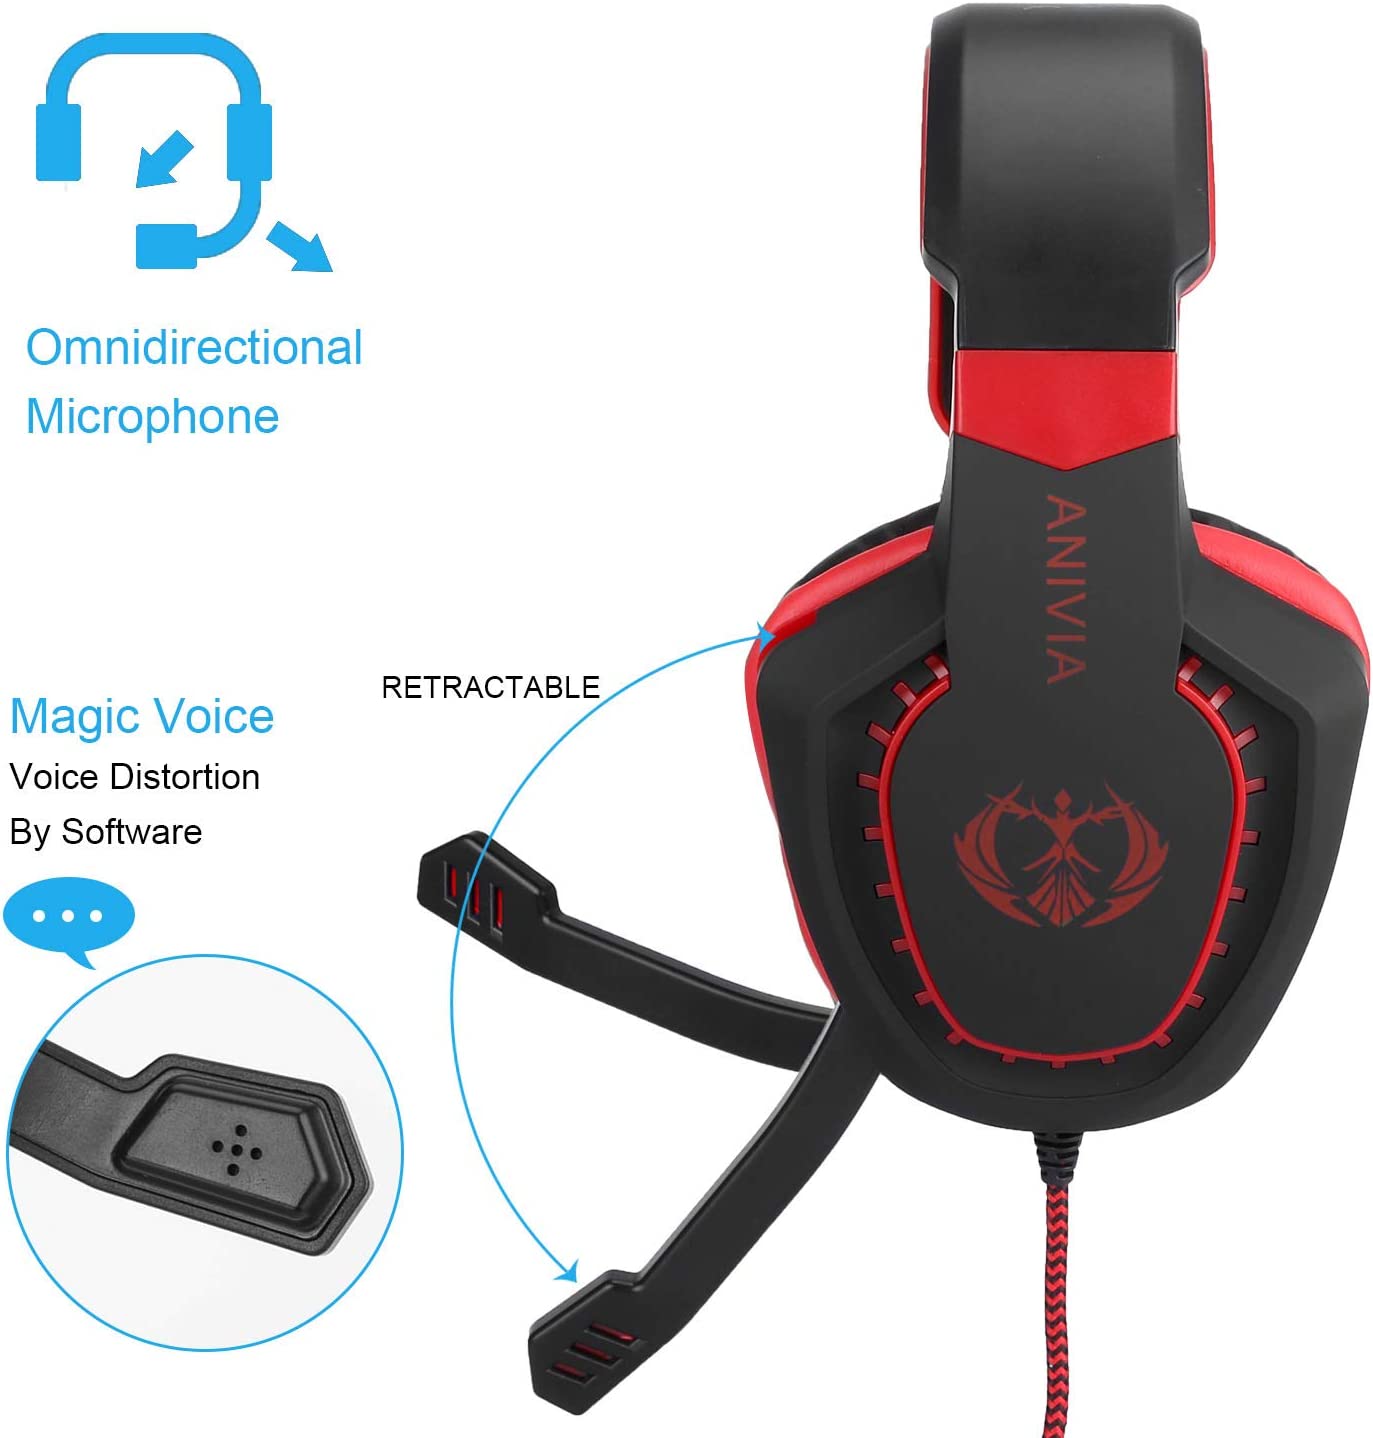 Omnidirectional
Microphone
ANIVIA
RETRACTABLE
Magic Voice
Voice Distortion
By Software